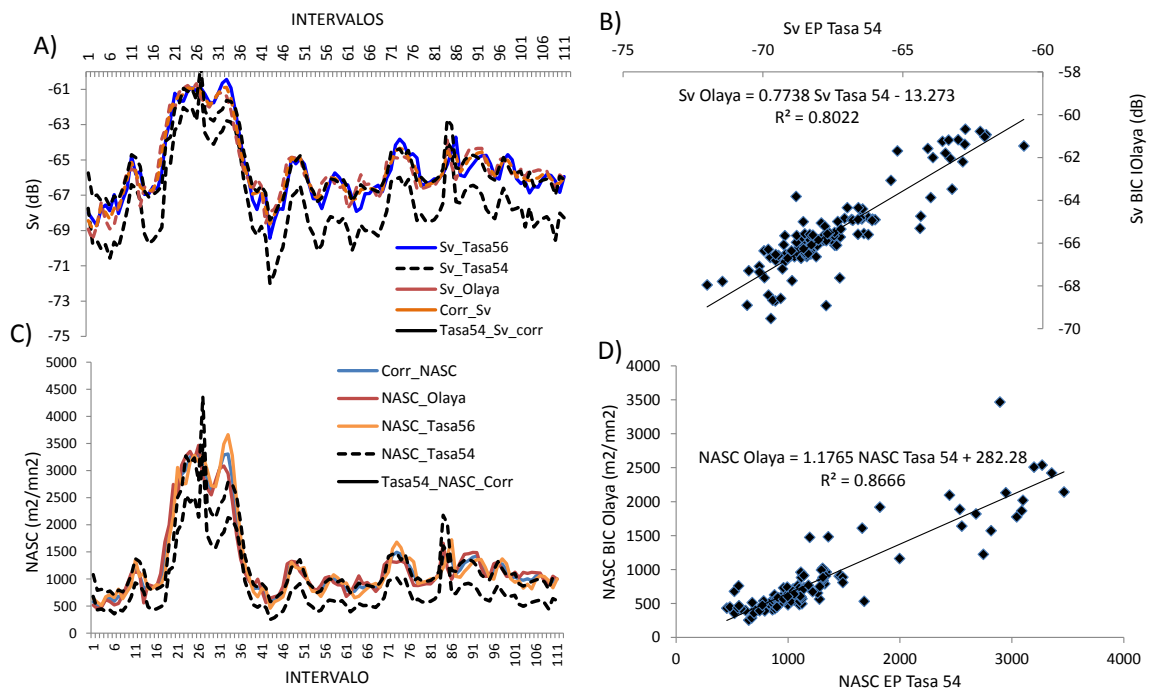 INTERVALOS
A)
1 6 11 16 21 26 31 36 41 46 51 56 61 66 71 76 81 86 91 96 101 106 111
-61
-63
-65
-67
-69
-71
-73
-75
Sv (dB)
Sv_Tasa56
Sv_Tasa54
Sv_Olaya
Corr_Sv
Tasa54_Sv_corr
B)
Sv EP Tasa 54
-75 -70 -65 -60
-58
-60
-62
-64
-66
-68
-70
Sv BIC lOlaya (dB)
Sv Olaya = 0.7738 Sv Tasa 54 - 13.273
R² = 0.8022
C)
5000
4500
4000
3500
3000
2500
2000
1500
1000
500
0
NASC (m2/mn2)
Corr_NASC
NASC_Olaya
NASC_Tasa56
NASC_Tasa54
Tasa54_NASC_Corr
1 6 11 16 21 26 31 36 41 46 51 56 61 66 71 76 81 86 91 96 101 106 111
INTERVALO
D)
4000
3500
3000
2500
2000
1500
1000
500
0
NASC BIC Olaya (m2/mn2)
NASC Olaya = 1.1765 NASC Tasa 54 + 282.28
R² = 0.8666
0 1000 2000 3000 4000
NASC EP Tasa 54